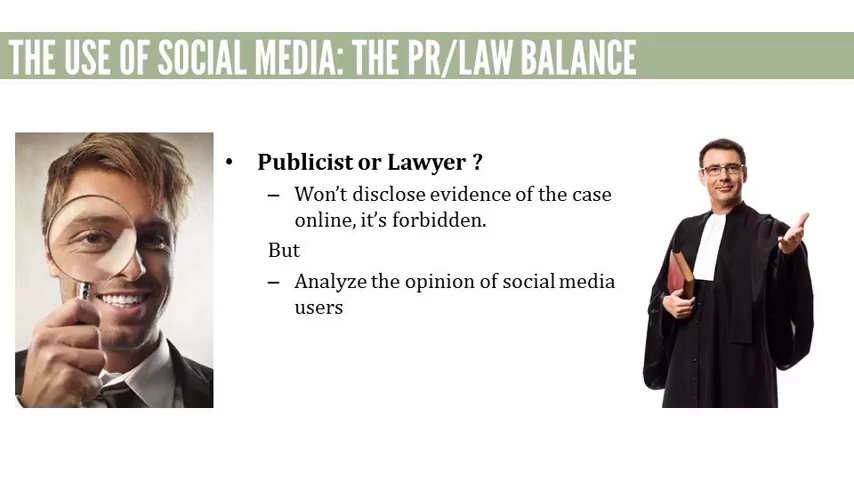 THE USE OF SOCIAL MEDIA: THE PR/LAW BALANCE
• Publicist or Lawyer ?
– Won’t disclose evidence of the case
online, it’s forbidden.
But
– Analyze the opinion of social media
users